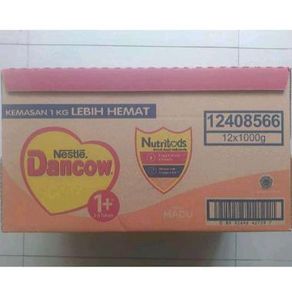 KEMASAN 1 KG LEBIH HEMAT
Nestlé
Dancow
1+
Nutritods
12408566
12x1000g
MADU